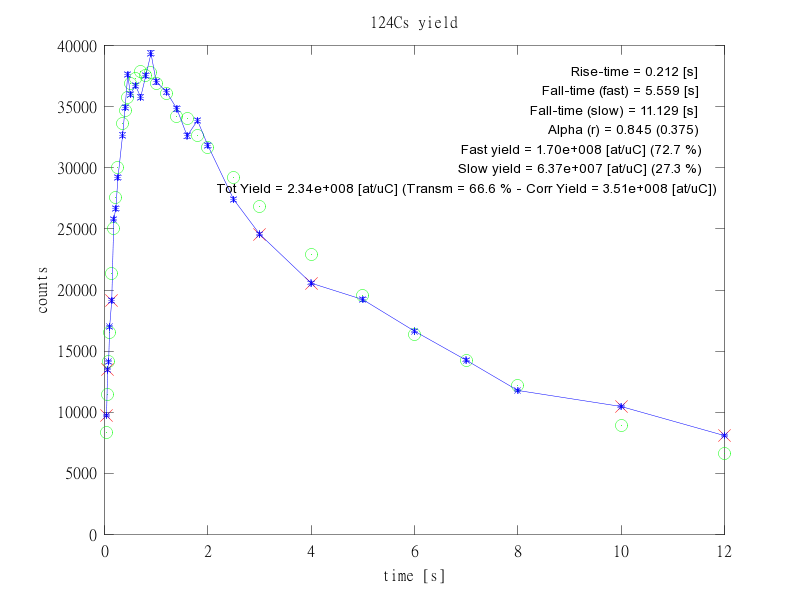 124Cs yield
40000
35000
30000
25000
20000
15000
10000
5000
0
counts
Rise-time = 0.212 [s]
Fall-time (fast) = 5.559 [s]
Fall-time (slow) = 11.129 [s]
Alpha (r) = 0.845 (0.375)
Fast yield = 1.70e+008 [at/uC] (72.7 %)
Slow yield = 6.37e+007 [at/uC] (27.3 %)
Tot Yield = 2.34e+008 [at/uC] (Transm = 66.6 % - Corr Yield = 3.51e+008 [at/uC])
0 2 4 6 8 10 12
time [s]